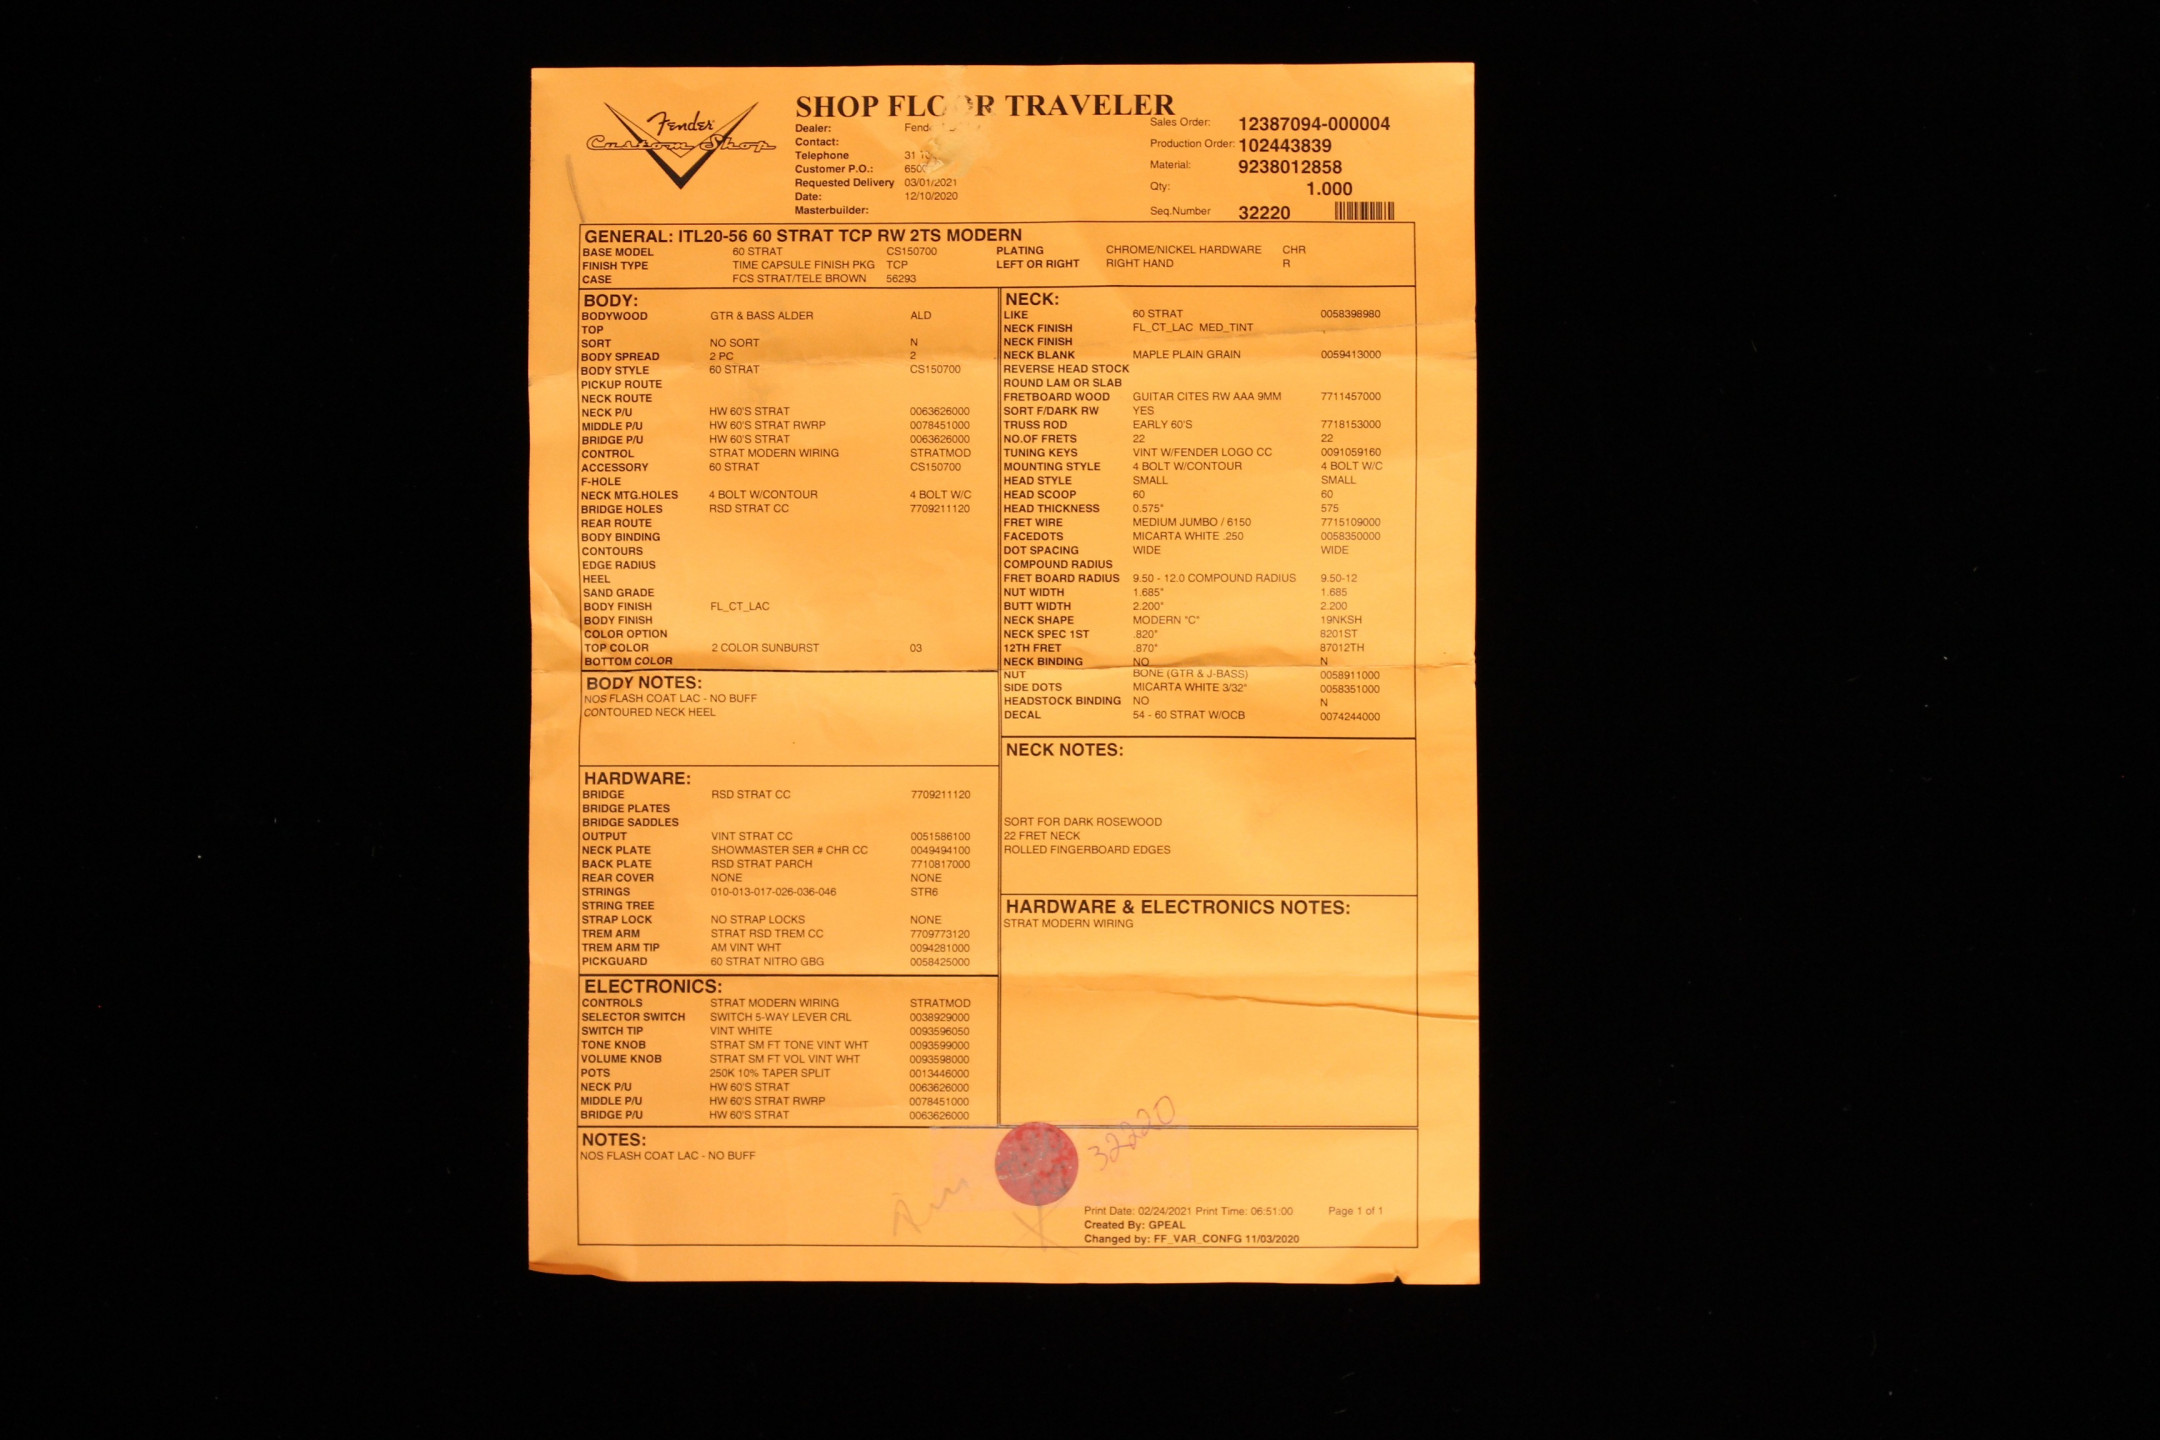 Fender
Custom Shop
SHOP FLOOR TRAVELER
Dealer:
Contact:
Telephone 31
Customer P.O.:
Requested Delivery 03/01/2021
Date: 12/10/2020
Masterbuilder:
Sales Order: 12387094-000004
Production Order: 102443839
Material: 9238012858
Qty: 1.000
Seq.Number 32220
GENERAL: ITL20-56 60 STRAT TCP RW 2TS MODERN
BASE MODEL 60 STRAT CS150700 PLATING CHROME/NICKEL HARDWARE CHR
FINISH TYPE TIME CAPSULE FINISH PKG TCP LEFT OR RIGHT RIGHT HAND R
CASE FCS STRAT/TELE BROWN 56293
BODY:
BODYWOOD GTR & BASS ALDER ALD
TOP
SORT NO SORT N
BODY SPREAD 2 PC 2
BODY STYLE 60 STRAT CS150700
PICKUP ROUTE
NECK ROUTE
NECK P/U HW 60'S STRAT 0063626000
MIDDLE P/U HW 60'S STRAT RWRP 0078451000
BRIDGE P/U HW 60'S STRAT 0063626000
CONTROL STRAT MODERN WIRING STRATMOD
ACCESSORY 60 STRAT CS150700
F-HOLE
NECK MTG.HOLES 4 BOLT W/CONTOUR 4 BOLT W/C
BRIDGE HOLES RSD STRAT CC 7709211120
REAR ROUTE
BODY BINDING
CONTOURS
EDGE RADIUS
HEEL
SAND GRADE
BODY FINISH FL_CT_LAC
BODY FINISH
COLOR OPTION
TOP COLOR 2 COLOR SUNBURST 03
BOTTOM COLOR
BODY NOTES:
NOS FLASH COAT LAC - NO BUFF
CONTOURED NECK HEEL
HARDWARE:
BRIDGE RSD STRAT CC 7709211120
BRIDGE PLATES
BRIDGE SADDLES
OUTPUT VINT STRAT CC 0051586100
NECK PLATE SHOWMASTER SER # CHR CC 0049494100
BACK PLATE RSD STRAT PARCH 7710817000
REAR COVER NONE NONE
STRINGS 010-013-017-026-036-046 STR6
STRING TREE
STRAP LOCK NO STRAP LOCKS NONE
TREM ARM STRAT RSD TREM CC 7709773120
TREM ARM TIP AM VINT WHT 0094281000
PICKGUARD 60 STRAT NITRO GBG 0058425000
ELECTRONICS:
CONTROLS STRAT MODERN WIRING STRATMOD
SELECTOR SWITCH SWITCH 5-WAY LEVER CRL 0038929000
SWITCH TIP VINT WHITE 0093596050
TONE KNOB STRAT SM FT TONE VINT WHT 0093599000
VOLUME KNOB STRAT SM FT VOL VINT WHT 0093598000
POTS 250K 10% TAPER SPLIT 0013446000
NECK P/U HW 60'S STRAT 0063626000
MIDDLE P/U HW 60'S STRAT RWRP 0078451000
BRIDGE P/U HW 60'S STRAT 0063626000
NECK:
LIKE 60 STRAT 0058398980
NECK FINISH FL_CT_LAC MED_TINT
NECK FINISH
NECK BLANK MAPLE PLAIN GRAIN 0059413000
REVERSE HEAD STOCK
ROUND LAM OR SLAB
FRETBOARD WOOD GUITAR CITES RW AAA 9MM 7711457000
SORT F/DARK RW YES
TRUSS ROD EARLY 60'S 7718153000
NO.OF FRETS 22 22
TUNING KEYS VINT W/FENDER LOGO CC 0091059160
MOUNTING STYLE 4 BOLT W/CONTOUR 4 BOLT W/C
HEAD STYLE SMALL SMALL
HEAD SCOOP 60 60
HEAD THICKNESS 0.575" 575
FRET WIRE MEDIUM JUMBO / 6150 7715109000
FACEDOTS MICARTA WHITE .250 0058350000
DOT SPACING WIDE WIDE
COMPOUND RADIUS
FRET BOARD RADIUS 9.50 - 12.0 COMPOUND RADIUS 9.50-12
NUT WIDTH 1.685" 1.685
BUTT WIDTH 2.200" 2.200
NECK SHAPE MODERN "C" 19NKSH
NECK SPEC 1ST .820" 8201ST
12TH FRET .870" 87012TH
NECK BINDING NO N
NUT BONE (GTR & J-BASS) 0058911000
SIDE DOTS MICARTA WHITE 3/32" 0058351000
HEADSTOCK BINDING NO N
DECAL 54 - 60 STRAT W/OCB 0074244000
NECK NOTES:
SORT FOR DARK ROSEWOOD
22 FRET NECK
ROLLED FINGERBOARD EDGES
HARDWARE & ELECTRONICS NOTES:
STRAT MODERN WIRING
NOTES:
NOS FLASH COAT LAC - NO BUFF
32220
Print Date: 02/24/2021 Print Time: 06:51:00 Page 1 of 1
Created By: GPEAL
Changed by: FF_VAR_CONFG 11/03/2020